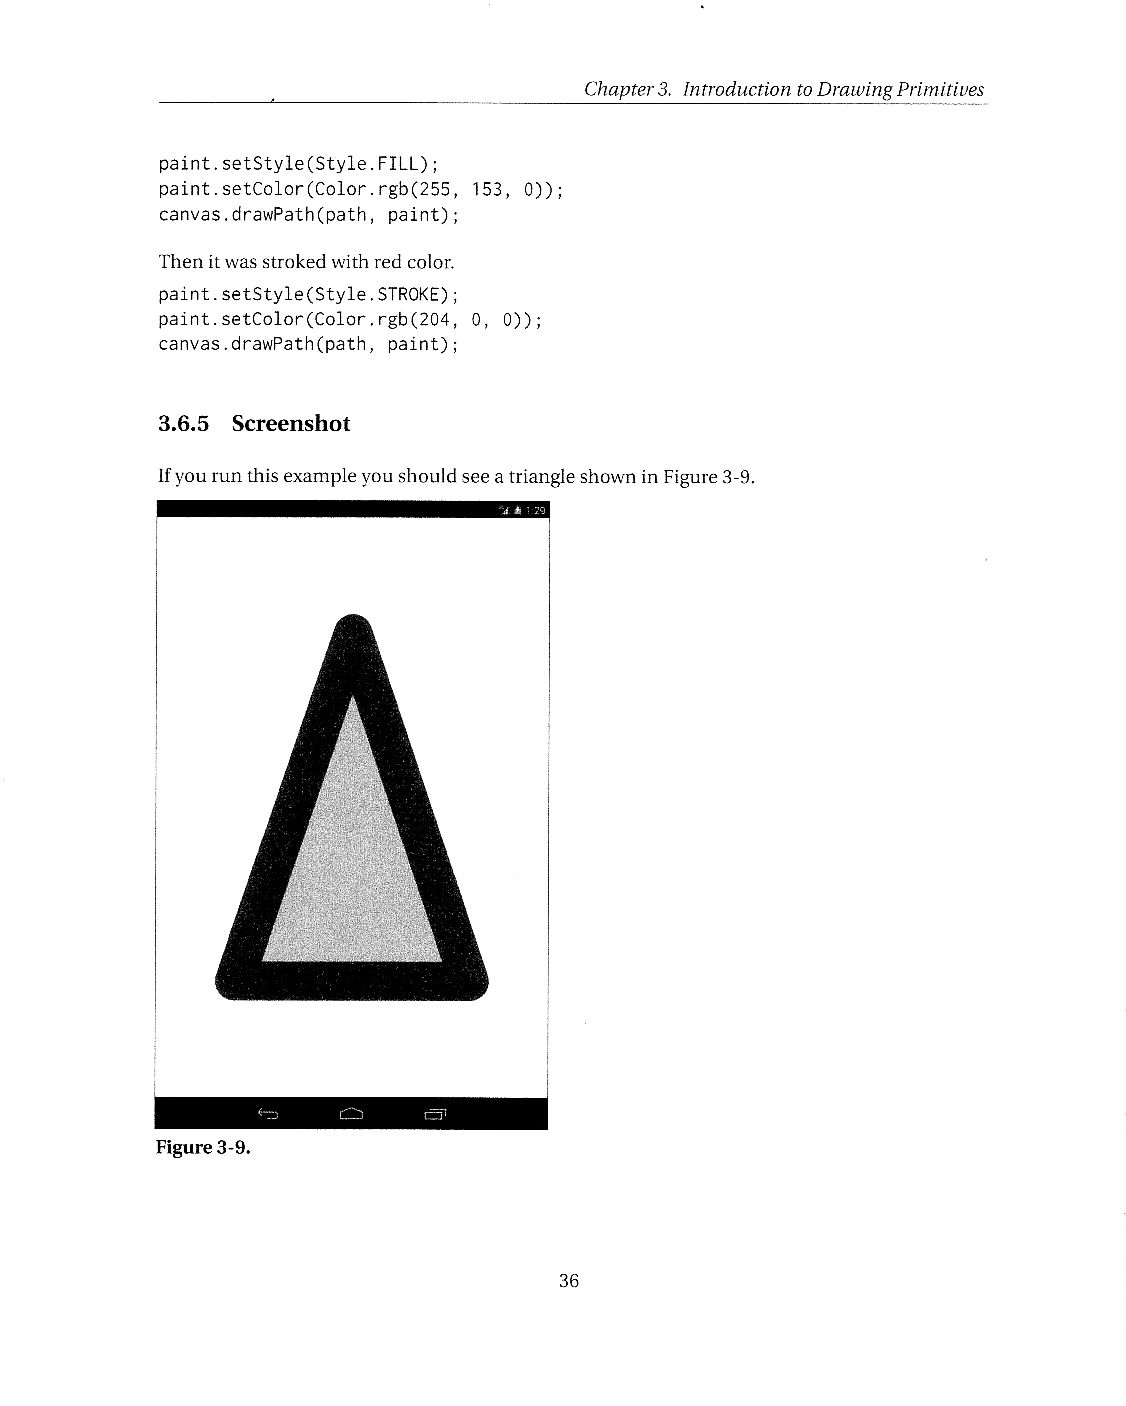 Chapter 3. Introduction to Drawing Primitives
paint.setStyle(Style.FILL);
paint.setColor(Color.rgb(255, 153, 0));
canvas.drawPath(path, paint);
Then it was stroked with red color.
paint.setStyle(Style.STROKE);
paint.setColor(Color.rgb(204, 0, 0));
canvas.drawPath(path, paint);
3.6.5 Screenshot
If you run this example you should see a triangle shown in Figure 3-9.
1:29
Figure 3-9.
36